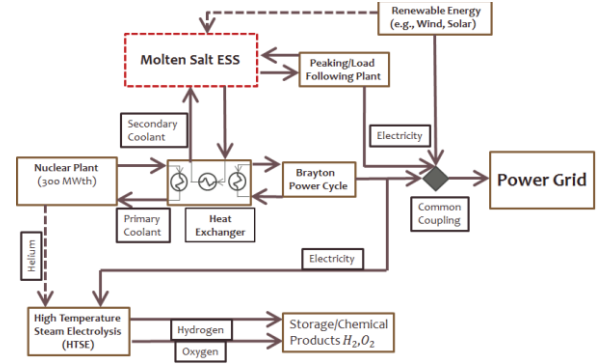 Renewable Energy
(e.g., Wind, Solar)
Molten Salt ESS
Peaking/Load
Following Plant
Secondary
Coolant
Electricity
Nuclear Plant
(300 MWth)
Brayton
Power Cycle
Power Grid
Primary
Coolant
Heat
Exchanger
Common
Coupling
Helium
Electricity
High Temperature
Steam Electrolysis
(HTSE)
Hydrogen
Oxygen
Storage/Chemical
Products H₂,O₂